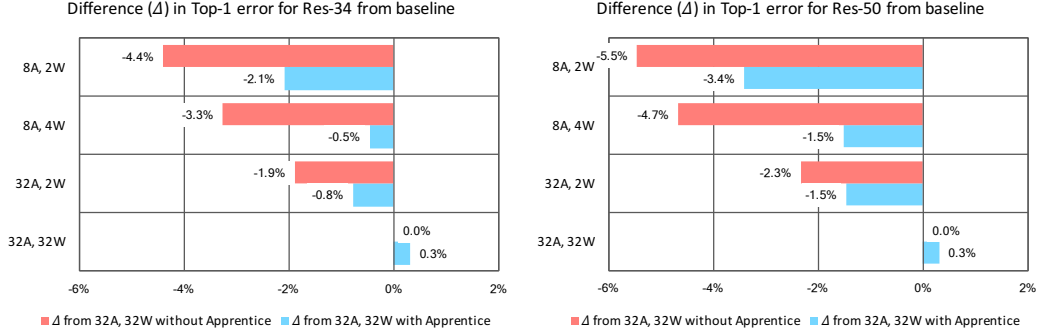 Difference (Δ) in Top-1 error for Res-34 from baseline
8A, 2W
-4.4%
-2.1%
8A, 4W
-3.3%
-0.5%
32A, 2W
-1.9%
-0.8%
32A, 32W
0.0%
0.3%
-6% -4% -2% 0% 2%
Δ from 32A, 32W without Apprentice Δ from 32A, 32W with Apprentice
Difference (Δ) in Top-1 error for Res-50 from baseline
8A, 2W
-5.5%
-3.4%
8A, 4W
-4.7%
-1.5%
32A, 2W
-2.3%
-1.5%
32A, 32W
0.0%
0.3%
-6% -4% -2% 0% 2%
Δ from 32A, 32W without Apprentice Δ from 32A, 32W with Apprentice